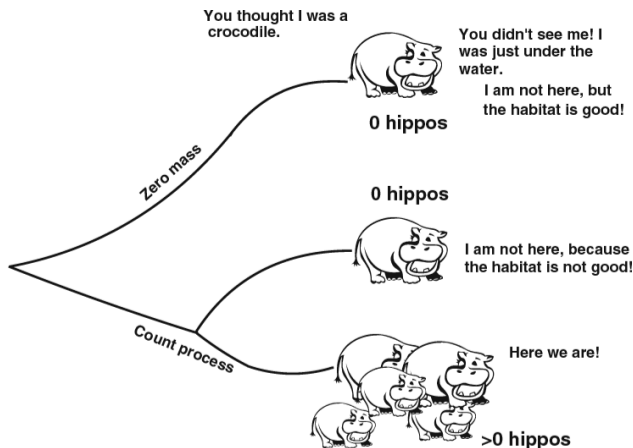 You thought I was a
crocodile.
You didn't see me! I
was just under the
water.
I am not here, but
the habitat is good!
0 hippos
Zero mass
0 hippos
I am not here, because
the habitat is not good!
Count process
Here we are!
>0 hippos